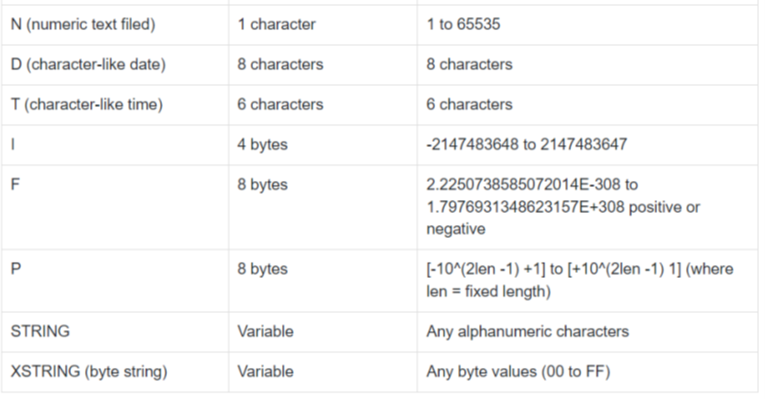 N (numeric text filed) 1 character 1 to 65535
D (character-like date) 8 characters 8 characters
T (character-like time) 6 characters 6 characters
I 4 bytes -2147483648 to 2147483647
F 8 bytes 2.2250738585072014E-308 to
1.7976931348623157E+308 positive or
negative
P 8 bytes [-10^(2len -1) +1] to [+10^(2len -1) 1] (where
len = fixed length)
STRING Variable Any alphanumeric characters
XSTRING (byte string) Variable Any byte values (00 to FF)